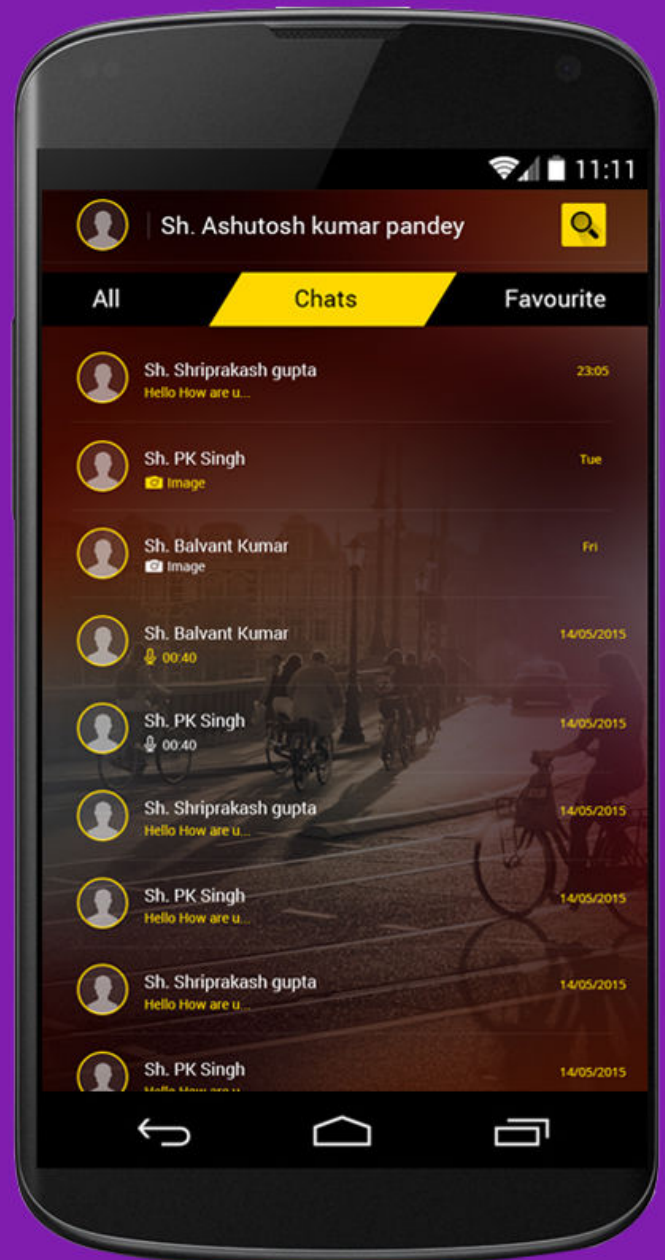 11:11
Sh. Ashutosh kumar pandey
All Chats Favourite
Sh. Shriprakash gupta 23:05
Hello How are u...
Sh. PK Singh Tue
Image
Sh. Balvant Kumar Fri
Image
Sh. Balvant Kumar 14/05/2015
00:40
Sh. PK Singh 14/05/2015
00:40
Sh. Shriprakash gupta 14/05/2015
Hello How are u...
Sh. PK Singh 14/05/2015
Hello How are u...
Sh. Shriprakash gupta 14/05/2015
Hello How are u...
Sh. PK Singh 14/05/2015
Hello How are u